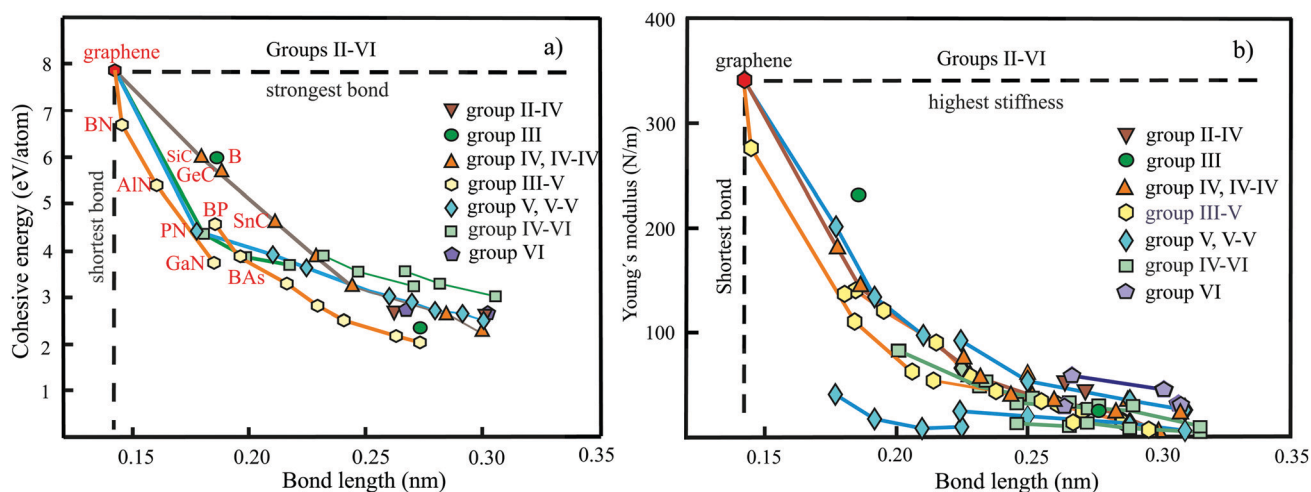 a)
Groups II-VI
graphene
strongest bond
shortest bond
Cohesive energy (eV/atom)
8
7
6
5
4
3
2
1
BN
AlN
PN
GaN
SiC
GeC
B
BP
SnC
BAs
group II-IV
group III
group IV, IV-IV
group III-V
group V, V-V
group IV-VI
group VI
0.15
0.20
0.25
0.30
0.35
Bond length (nm)
b)
Groups II-VI
graphene
highest stiffness
Shortest bond
Young's modulus (N/m)
400
300
200
100
group II-IV
group III
group IV, IV-IV
group III-V
group V, V-V
group IV-VI
group VI
0.15
0.20
0.25
0.30
0.35
Bond length (nm)